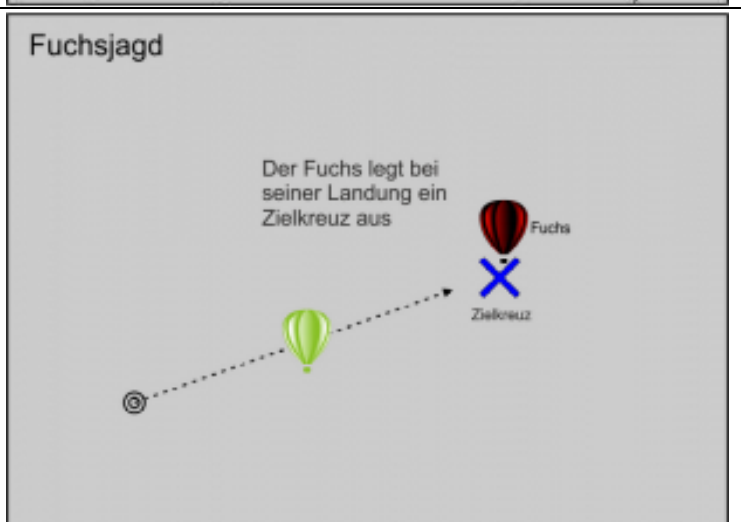 Fuchsjagd
Der Fuchs legt bei
seiner Landung ein
Zielkreuz aus
Fuchs
Zielkreuz